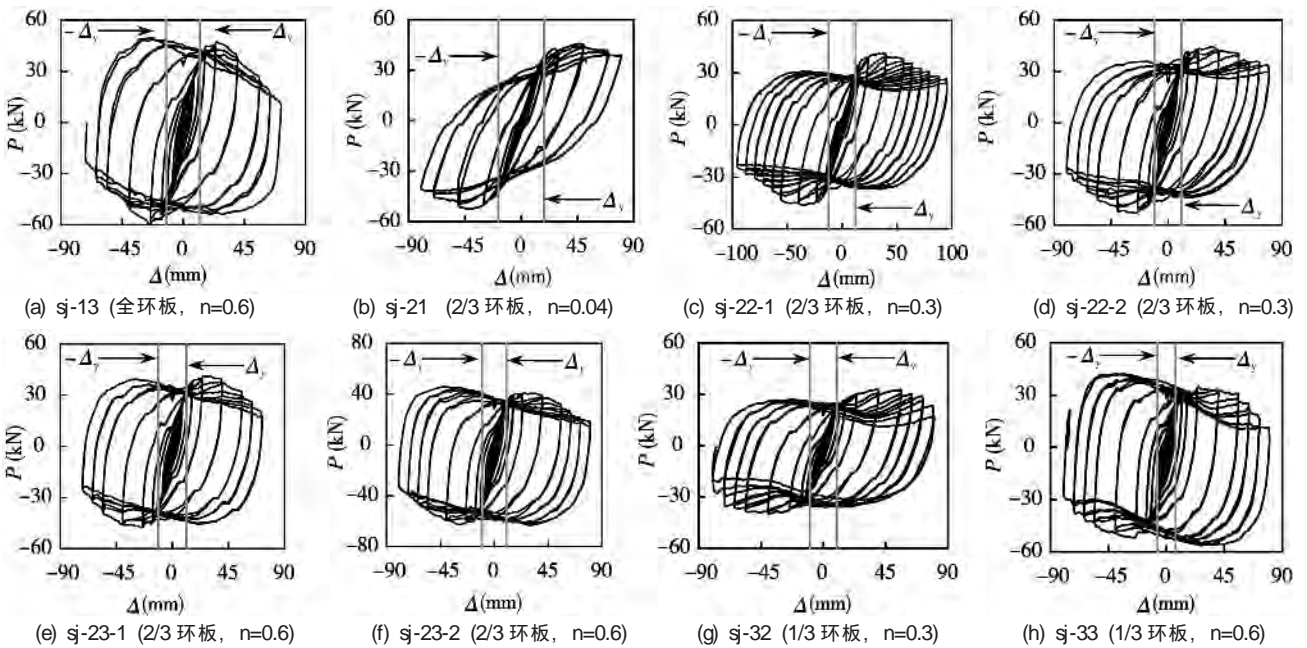 60
−Δy
Δy
30
P (kN)
0
−30
−60
−90 −45 0 45 90
Δ(mm)
(a) sj-13 (全环板, n=0.6)
60
−Δy
30
P (kN)
0
−30
Δy
−60
−90 −45 0 45 90
Δ(mm)
(b) sj-21 (2/3 环板, n=0.04)
60
−Δy
30
P (kN)
0
−30
Δy
−60
−100 −50 0 50 100
Δ(mm)
(c) sj-22-1 (2/3 环板, n=0.3)
60
−Δy
30
P (kN)
0
−30
Δy
−60
−90 −45 0 45 90
Δ(mm)
(d) sj-22-2 (2/3 环板, n=0.3)
60
−Δy
Δy
30
P (kN)
0
−30
−60
−90 −45 0 45 90
Δ(mm)
(e) sj-23-1 (2/3 环板, n=0.6)
80
−Δy
Δy
40
P (kN)
0
−40
−80
−90 −45 0 45 90
Δ(mm)
(f) sj-23-2 (2/3 环板, n=0.6)
60
−Δy
Δy
30
P (kN)
0
−30
−60
−90 −45 0 45 90
Δ(mm)
(g) sj-32 (1/3 环板, n=0.3)
60
−Δy
Δy
30
P (kN)
0
−30
−60
−90 −45 0 45 90
Δ(mm)
(h) sj-33 (1/3 环板, n=0.6)